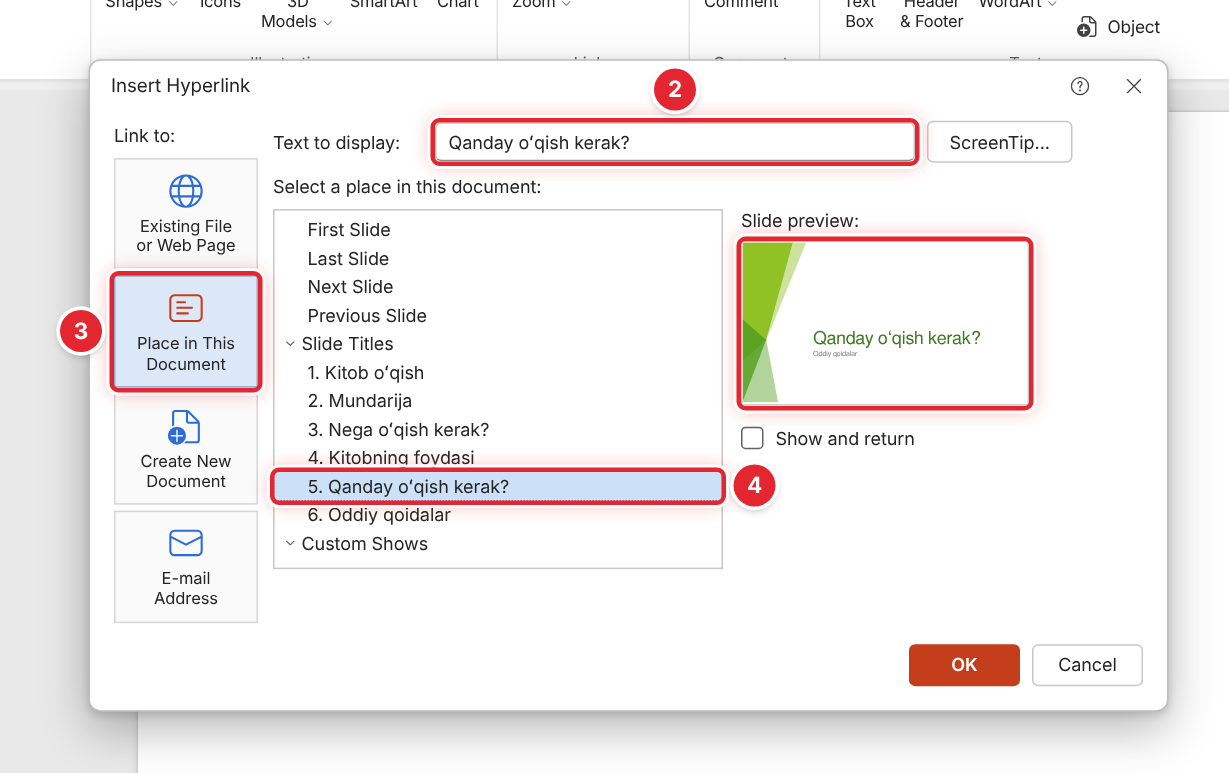 Shapes
Icons
3D
Models
SmartArt
Chart
Zoom
Comment
Text
Box
Header
& Footer
WordArt
Object
Insert Hyperlink
2
Link to:
Text to display:
Qanday oʻqish kerak?
ScreenTip...
Select a place in this document:
Existing File
or Web Page
3
Place in This
Document
Create New
Document
E-mail
Address
First Slide
Last Slide
Next Slide
Previous Slide
Slide Titles
1. Kitob oʻqish
2. Mundarija
3. Nega oʻqish kerak?
4. Kitobning foydasi
5. Qanday oʻqish kerak?
4
6. Oddiy qoidalar
Custom Shows
Slide preview:
Qanday oʻqish kerak?
Oddiy qoidalar
Show and return
OK
Cancel